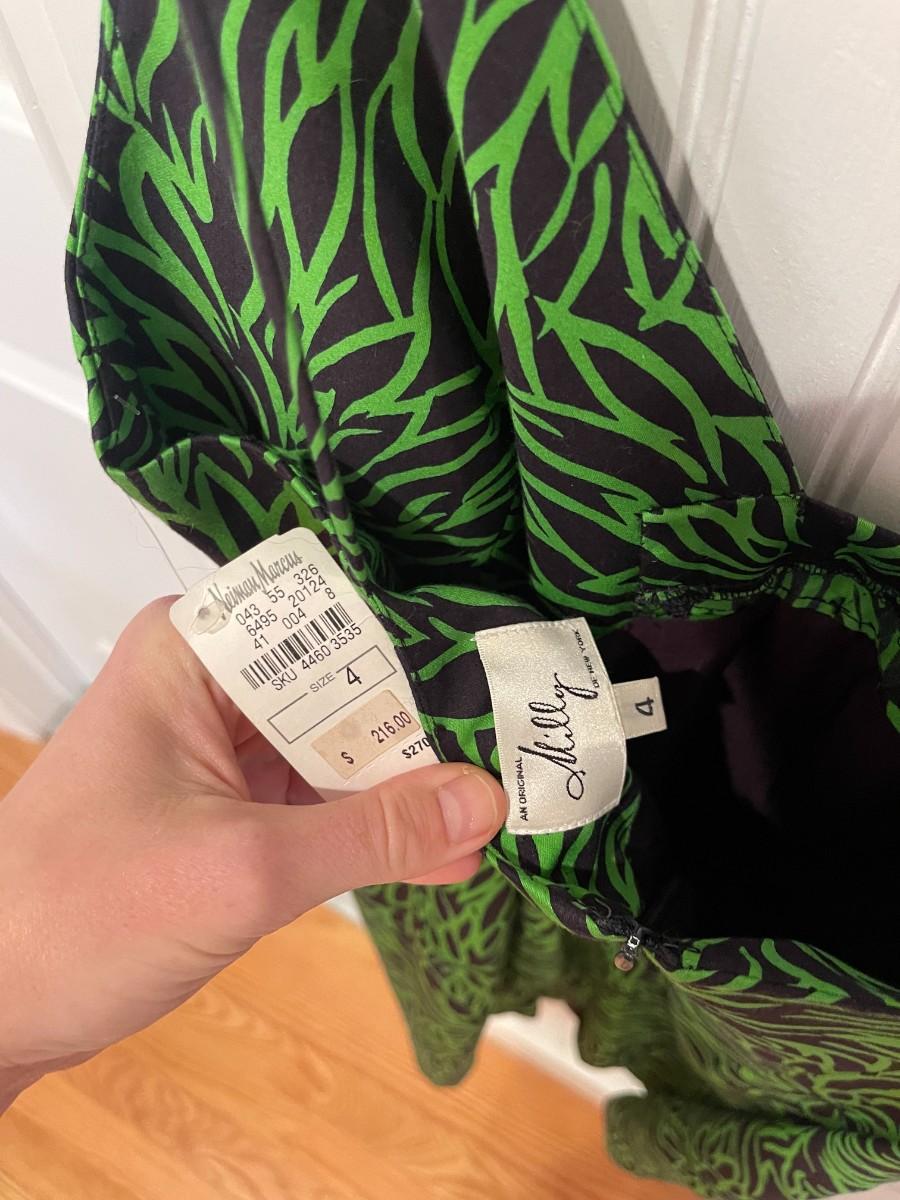 Neiman Marcus
043 55 326
6495 20124
41 004 8
SKU 4460 3535
SIZE 4
$ 216.00
$270
AN ORIGINAL
Milly
DE NEW YORK
4